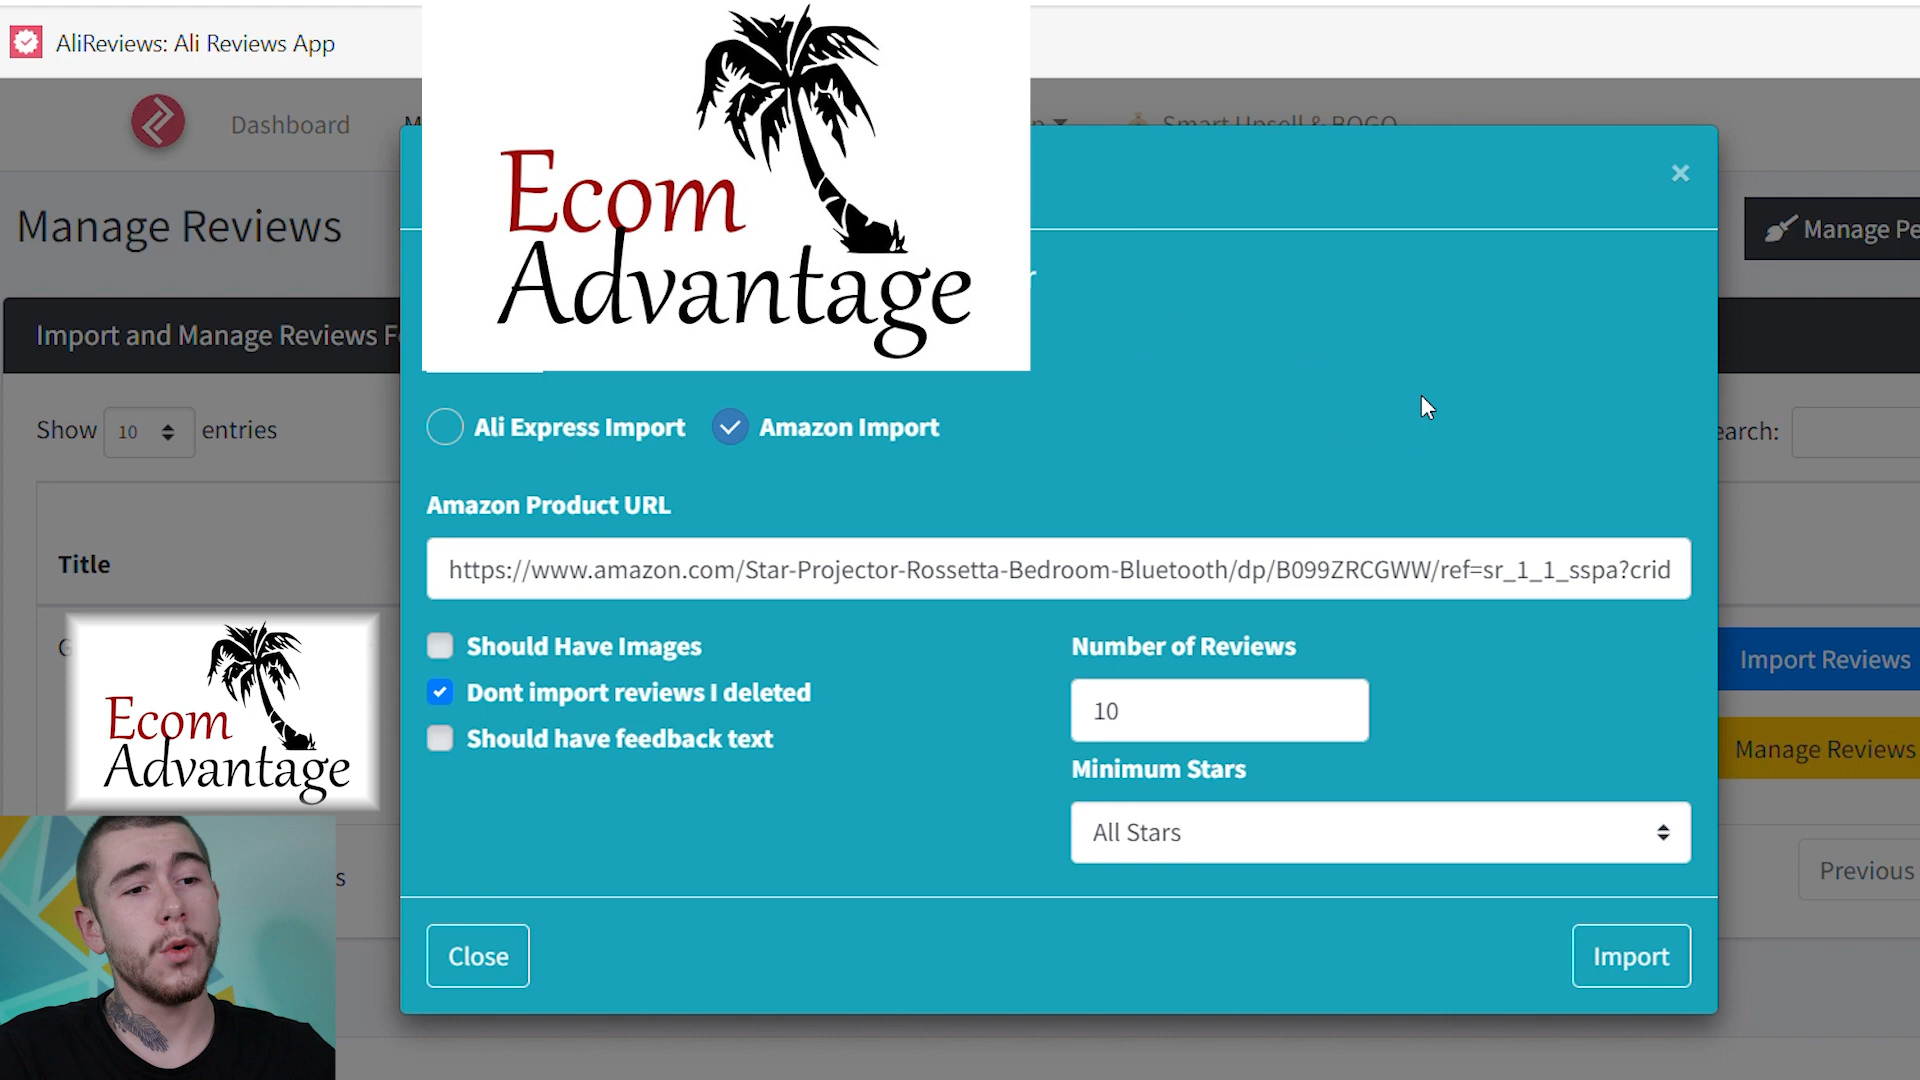 AliReviews: Ali Reviews App
Dashboard
Smart Upsell & BOGO
Ecom
Advantage
Manage Reviews
Manage Pe
Import and Manage Reviews F
Show 10 entries
earch:
Ali Express Import
Amazon Import
Amazon Product URL
https://www.amazon.com/Star-Projector-Rossetta-Bedroom-Bluetooth/dp/B099ZRCGWW/ref=sr_1_1_sspa?crid
Title
Should Have Images
Dont import reviews I deleted
Should have feedback text
Number of Reviews
10
Minimum Stars
All Stars
Import Reviews
Manage Reviews
Ecom
Advantage
Previous
s
Close
Import